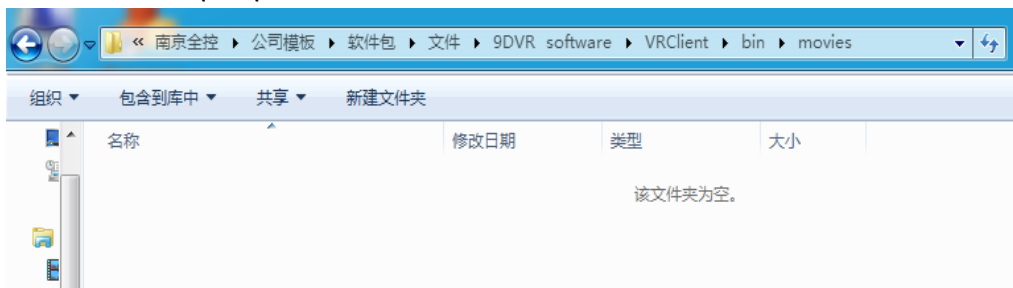 « 南京全控 ▸ 公司模板 ▸ 软件包 ▸ 文件 ▸ 9DVR software ▸ VRClient ▸ bin ▸ movies
组织 ▼ 包含到库中 ▼ 共享 ▼ 新建文件夹
名称 修改日期 类型 大小
该文件夹为空。